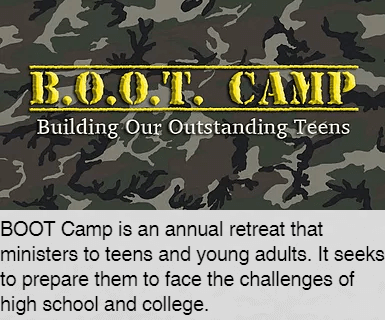 B.O.O.T. CAMP
Building Our Outstanding Teens
BOOT Camp is an annual retreat that
ministers to teens and young adults. It seeks
to prepare them to face the challenges of
high school and college.